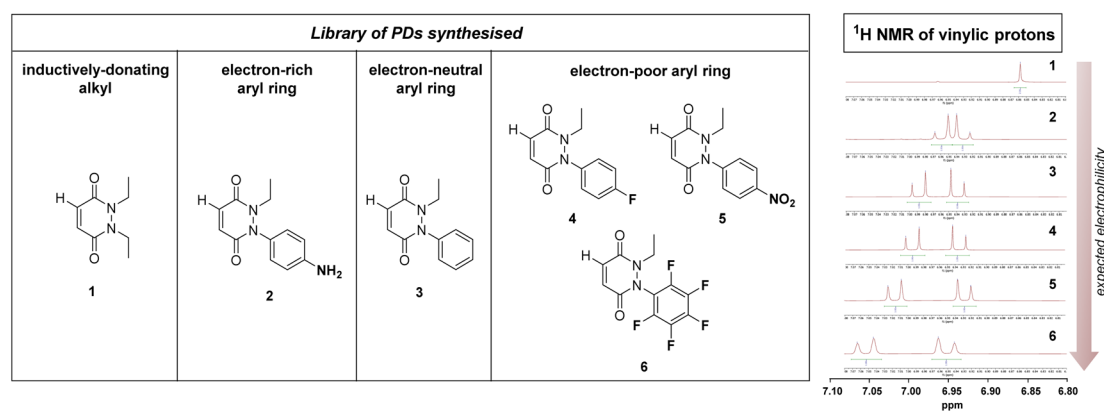 Library of PDs synthesised
inductively-donating
alkyl
electron-rich
aryl ring
electron-neutral
aryl ring
electron-poor aryl ring
O
H
N
N
O
1
O
H
N
N
O
NH2
2
O
H
N
N
O
3
O
H
N
N
O
F
4
O
H
N
N
O
NO2
5
O
H
N
N
O
F
F
F
F
F
6
1H NMR of vinylic protons
1
2
3
4
5
6
expected electrophilicity
7.10 7.05 7.00 6.95 6.90 6.85 6.80
ppm